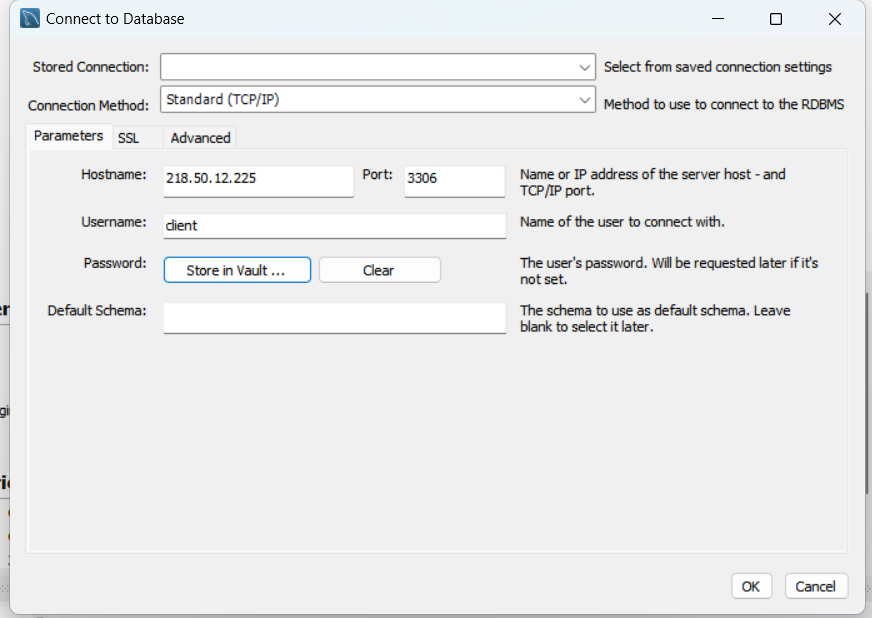 Connect to Database
Stored Connection:
Select from saved connection settings
Connection Method: Standard (TCP/IP)
Method to use to connect to the RDBMS
Parameters SSL Advanced
Hostname: 218.50.12.225 Port: 3306
Name or IP address of the server host - and
TCP/IP port.
Username: client
Name of the user to connect with.
Password: Store in Vault ... Clear
The user's password. Will be requested later if it's
not set.
Default Schema:
The schema to use as default schema. Leave
blank to select it later.
OK Cancel